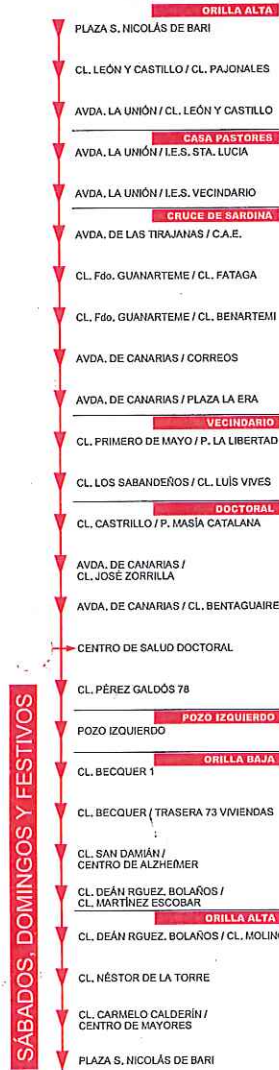 ORILLA ALTA
PLAZA S. NICOLÁS DE BARI
CL. LEÓN Y CASTILLO / CL. PAJONALES
AVDA. LA UNIÓN / CL. LEÓN Y CASTILLO
CASA PASTORES
AVDA. LA UNIÓN / I.E.S. STA. LUCIA
AVDA. LA UNIÓN / I.E.S. VECINDARIO
CRUCE DE SARDINA
AVDA. DE LAS TIRAJANAS / C.A.E.
CL. Fdo. GUANARTEME / CL. FATAGA
CL. Fdo. GUANARTEME / CL. BENARTEMI
AVDA. DE CANARIAS / CORREOS
AVDA. DE CANARIAS / PLAZA LA ERA
VECINDARIO
CL. PRIMERO DE MAYO / P. LA LIBERTAD
CL. LOS SABANDEÑOS / CL. LUÌS VIVES
DOCTORAL
CL. CASTRILLO / P. MASÍA CATALANA
AVDA. DE CANARIAS /
CL. JOSÉ ZORRILLA
AVDA. DE CANARIAS / CL. BENTAGUAIRE
CENTRO DE SALUD DOCTORAL
CL. PÉREZ GALDÓS 78
POZO IZQUIERDO
POZO IZQUIERDO
ORILLA BAJA
CL. BECQUER 1
CL. BECQUER / TRASERA 73 VIVIENDAS
CL. SAN DAMIÁN /
CENTRO DE ALZHEIMER
CL. DEÁN RGUEZ. BOLAÑOS /
CL. MARTÍNEZ ESCOBAR
ORILLA ALTA
CL. DEÁN RGUEZ. BOLAÑOS / CL. MOLINO
CL. NÉSTOR DE LA TORRE
CL. CARMELO CALDERÍN /
CENTRO DE MAYORES
PLAZA S. NICOLÁS DE BARI
SÁBADOS, DOMINGOS Y FESTIVOS